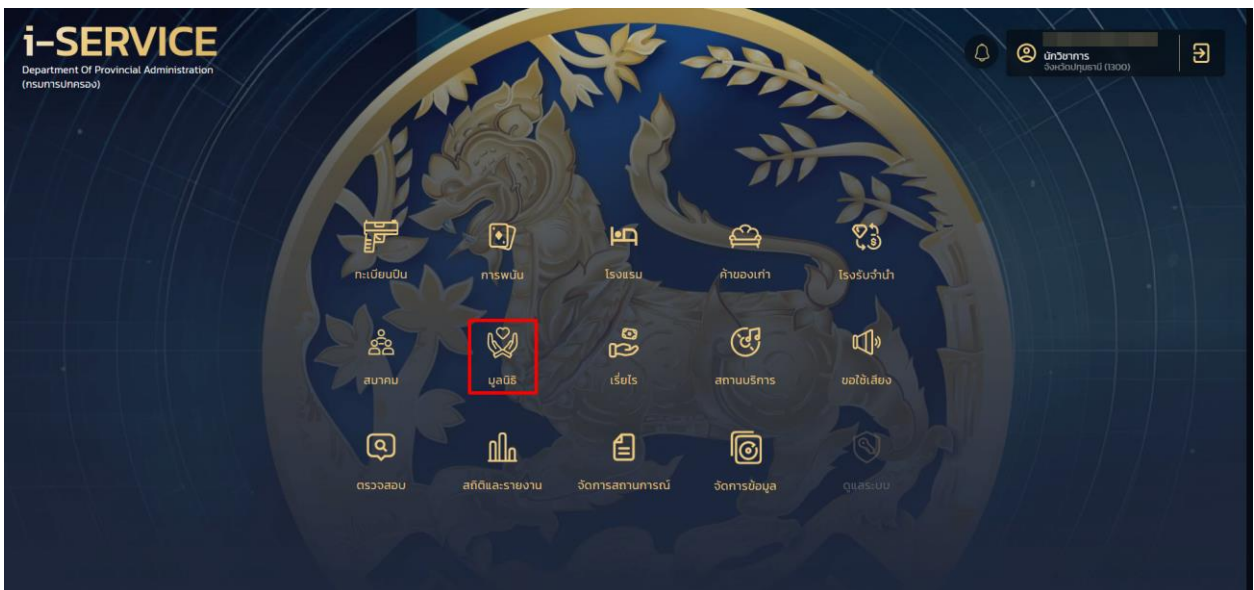 i-SERVICE
Department Of Provincial Administration
(กรมการปกครอง)
นักวิชาการ
จังหวัดปทุมธานี (1300)
ทะเบียนปืน
การพนัน
โรงแรม
ค้าของเก่า
โรงรับจำนำ
สมาคม
มูลนิธิ
เรี่ยไร
สถานบริการ
ขอใช้เสียง
ตรวจสอบ
สถิติและรายงาน
จัดการสถานการณ์
จัดการข้อมูล
ดูแลระบบ